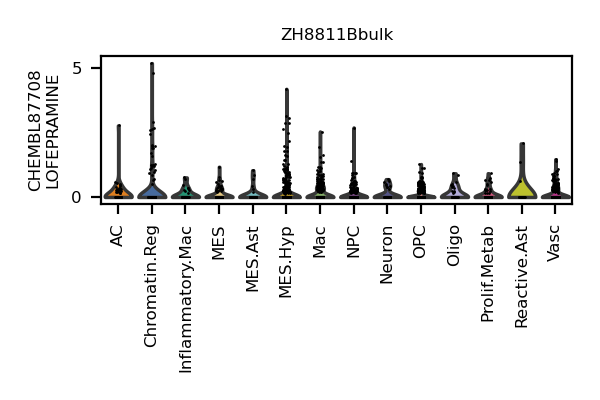 ZH8811Bbulk
CHEMBL87708
LOFEPRAMINE
5
0
AC
Chromatin.Reg
Inflammatory.Mac
MES
MES.Ast
MES.Hyp
Mac
NPC
Neuron
OPC
Oligo
Prolif.Metab
Reactive.Ast
Vasc